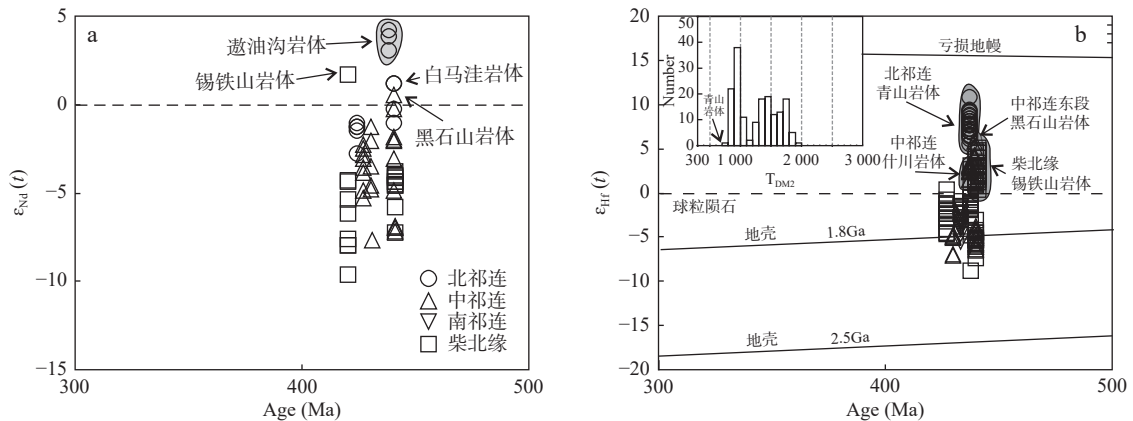 a
5
0
−5
−10
−15
ε_Nd (t)
遨油沟岩体
锡铁山岩体
白马洼岩体
黑石山岩体
北祁连
中祁连
南祁连
柴北缘
300
400
500
Age (Ma)
b
20
15
10
5
0
−5
−10
−15
−20
ε_Hf (t)
50
40
30
20
10
0
Number
青山
岩体
300
1 000
2 000
3 000
T_DM2
亏损地幔
北祁连
青山岩体
中祁连东段
黑石山岩体
中祁连
什川岩体
柴北缘
锡铁山岩体
球粒陨石
地壳 1.8Ga
地壳 2.5Ga
300
400
500
Age (Ma)